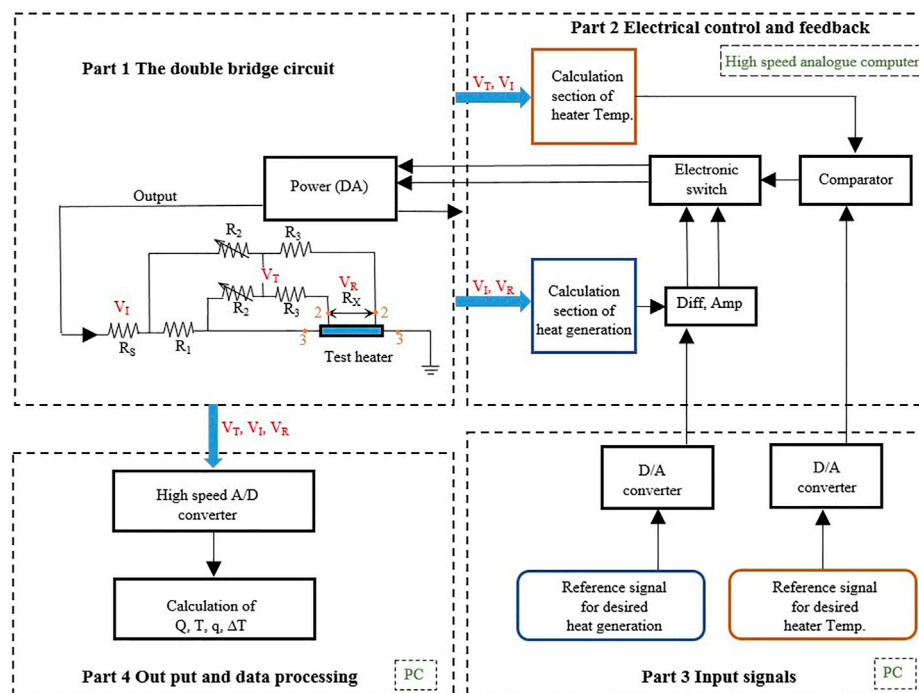 Part 1 The double bridge circuit
Power (DA)
Output
R2
R3
VT
VR
RX
R2
R3
2
2
VI
RS
R1
3
3
Test heater
Part 2 Electrical control and feedback
High speed analogue computer
VT, VI
Calculation
section of
heater Temp.
Electronic
switch
Comparator
VI, VR
Calculation
section of
heat generation
Diff, Amp
VT, VI, VR
High speed A/D
converter
Calculation of
Q, T, q, ΔT
Part 4 Out put and data processing
PC
D/A
converter
D/A
converter
Reference signal
for desired
heat generation
Reference signal
for desired
heater Temp.
Part 3 Input signals
PC